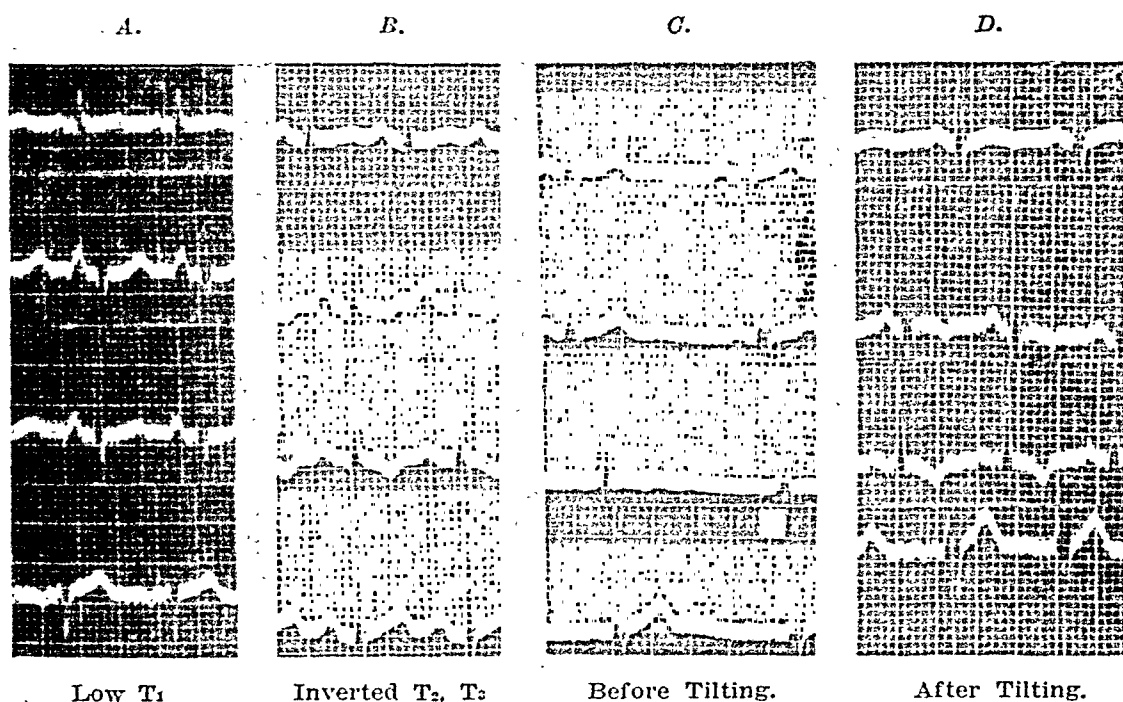 A. B. C. D.
Low T1 Inverted T2, T3 Before Tilting. After Tilting.